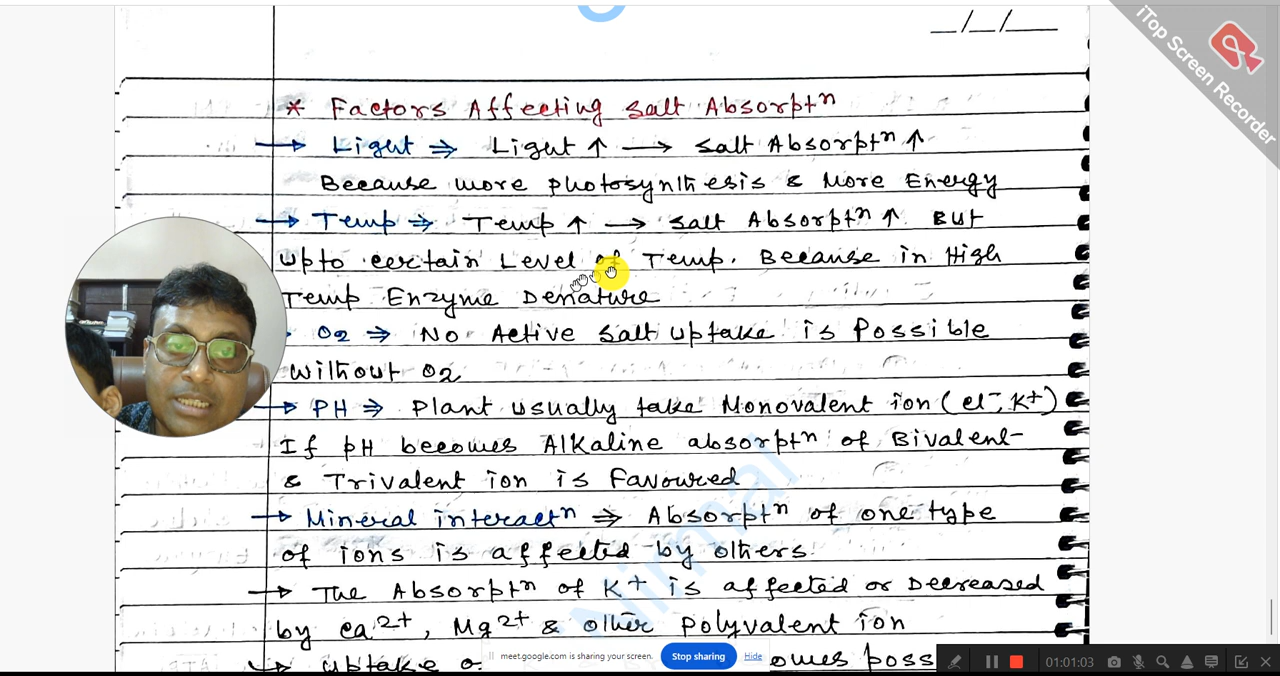 __/__/____
iTop Screen Recorder
* Factors Affecting Salt Absorptⁿ
→ Light ⇒ Light ↑ → Salt Absorptⁿ ↑
Because more photosynthesis & More Energy
→ Temp ⇒ Temp ↑ → Salt Absorptⁿ ↑. But
Upto certain Level of Temp. Because in High
Temp Enzyme Denature
O2 ⇒ No Active Salt uptake is Possible
without O2
→ PH ⇒ Plant usually take Monovalent ion (Cl⁻, K⁺)
If pH becomes Alkaline absorptⁿ of Bivalent
& Trivalent ion is Favoured
→ Mineral interactⁿ ⇒ Absorptⁿ of one type
of ions is affected by others.
→ The Absorptⁿ of K+ is affected or Decreased
by Ca²⁺, Mg²⁺ & other polyvalent ion
→ uptake
Nirmal
meet.google.com is sharing your screen. Stop sharing Hide
01:01:03